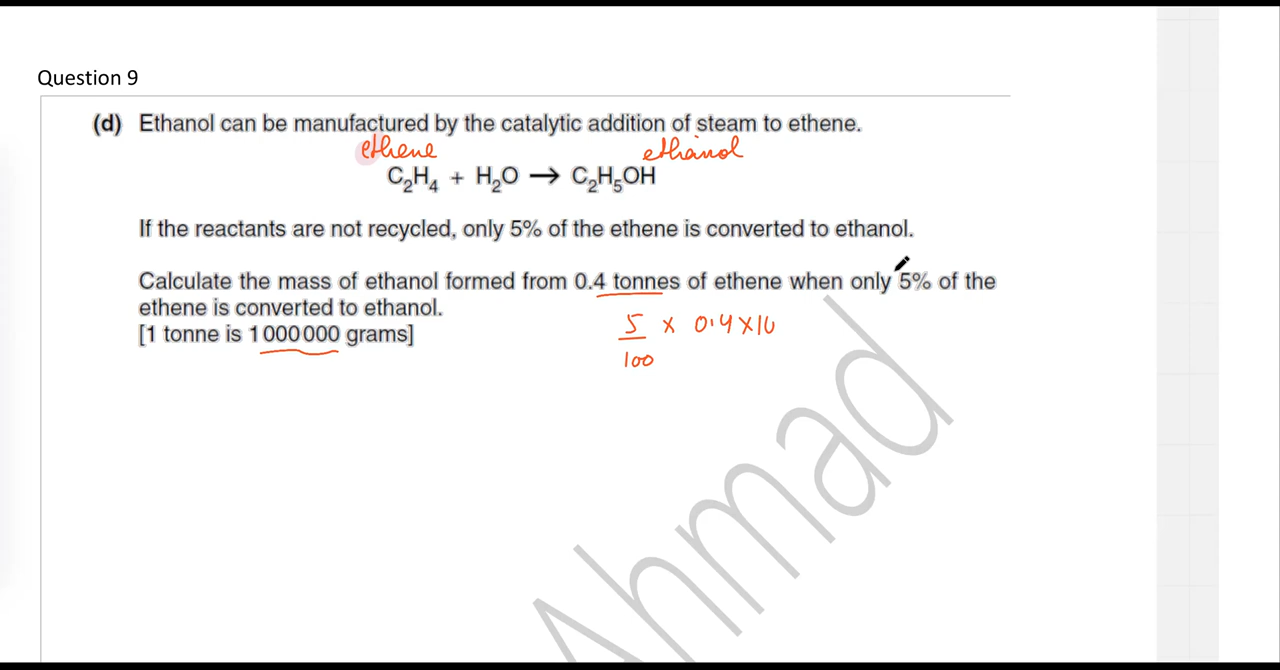 Question 9
(d) Ethanol can be manufactured by the catalytic addition of steam to ethene.
ethene ethanol
C₂H₄ + H₂O → C₂H₅OH
If the reactants are not recycled, only 5% of the ethene is converted to ethanol.
Calculate the mass of ethanol formed from 0.4 tonnes of ethene when only 5% of the
ethene is converted to ethanol.
[1 tonne is 1 000 000 grams]
5/100 × 0.4 × 10
Ahmad